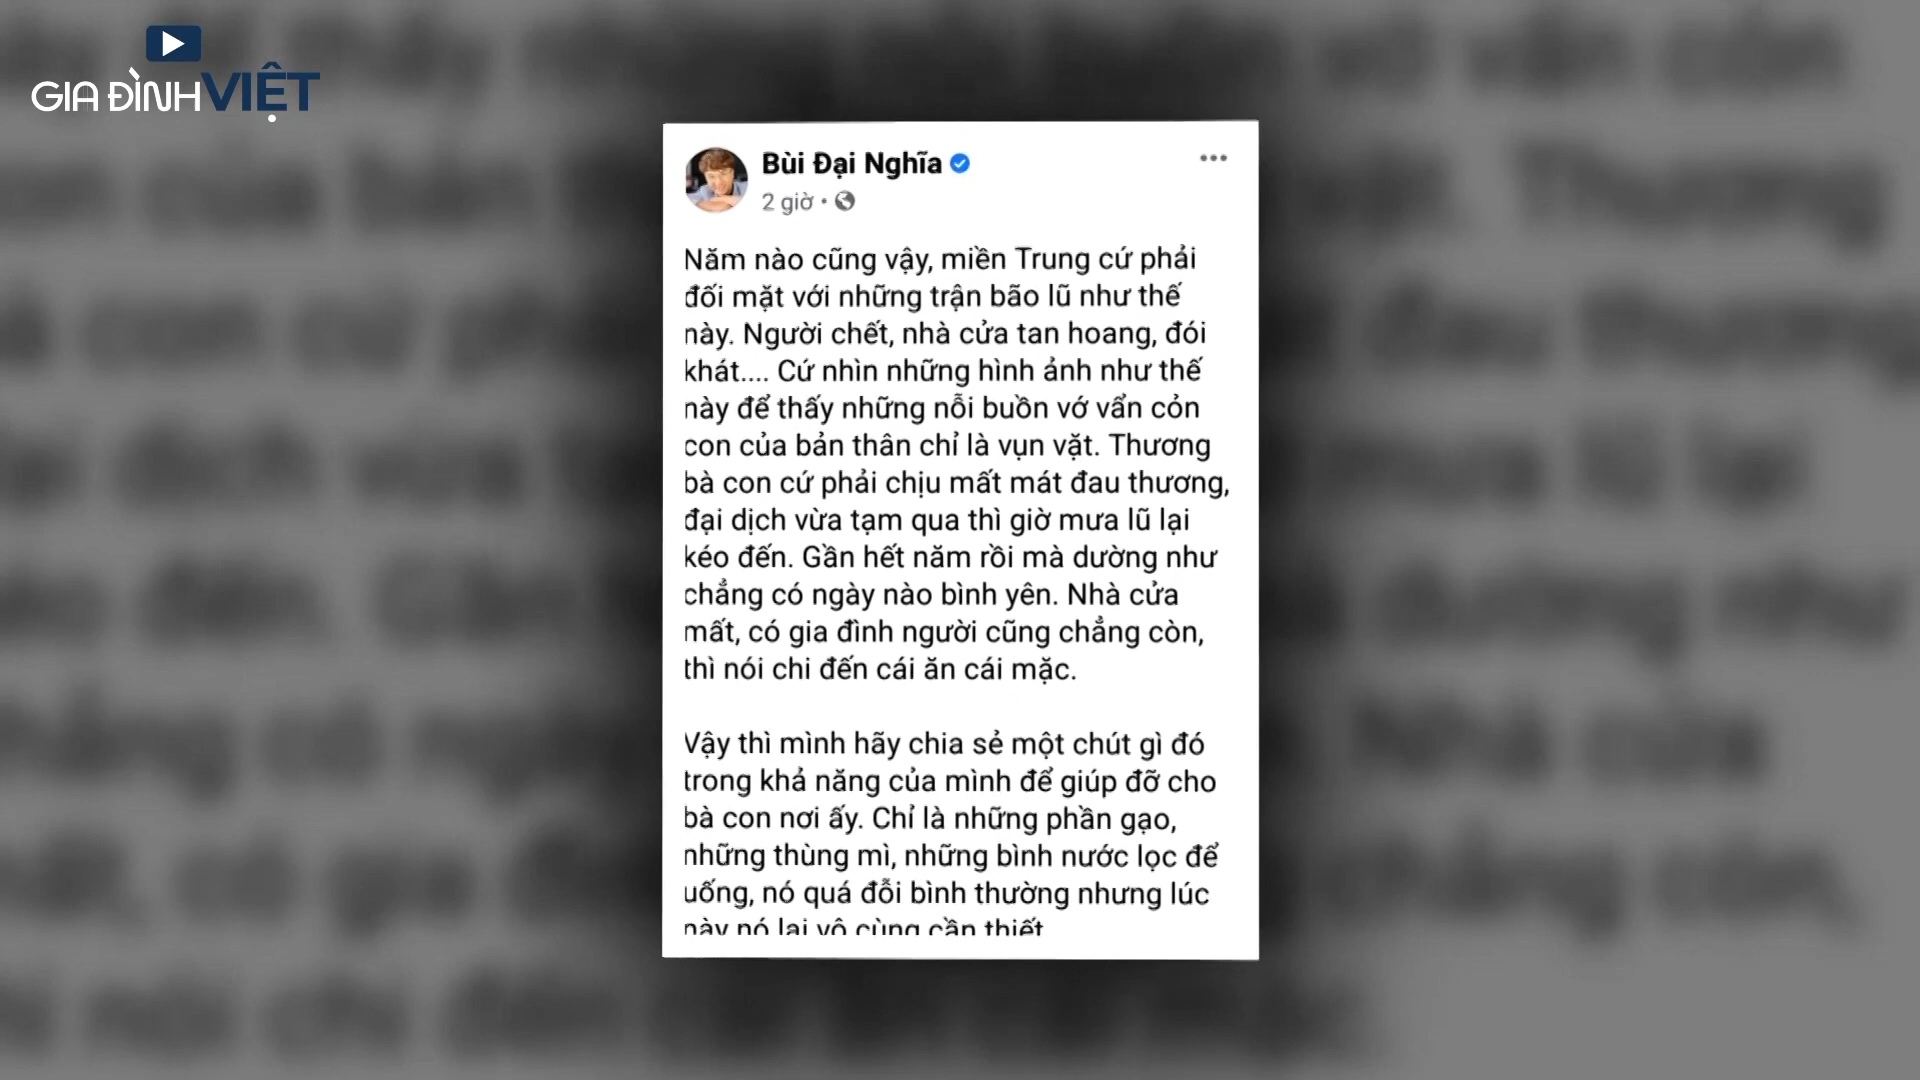 GIA ĐÌNH VIỆT
Bùi Đại Nghĩa
2 giờ
Năm nào cũng vậy, miền Trung cứ phải
đối mặt với những trận bão lũ như thế
này. Người chết, nhà cửa tan hoang, đói
khát.... Cứ nhìn những hình ảnh như thế
này để thấy những nỗi buồn vớ vẩn cỏn
con của bản thân chỉ là vụn vặt. Thương
bà con cứ phải chịu mất mát đau thương,
đại dịch vừa tạm qua thì giờ mưa lũ lại
kéo đến. Gần hết năm rồi mà dường như
chẳng có ngày nào bình yên. Nhà cửa
mất, có gia đình người cũng chẳng còn,
thì nói chi đến cái ăn cái mặc.
Vậy thì mình hãy chia sẻ một chút gì đó
trong khả năng của mình để giúp đỡ cho
bà con nơi ấy. Chỉ là những phần gạo,
những thùng mì, những bình nước lọc để
uống, nó quá đỗi bình thường nhưng lúc
này nó lại vô cùng cần thiết